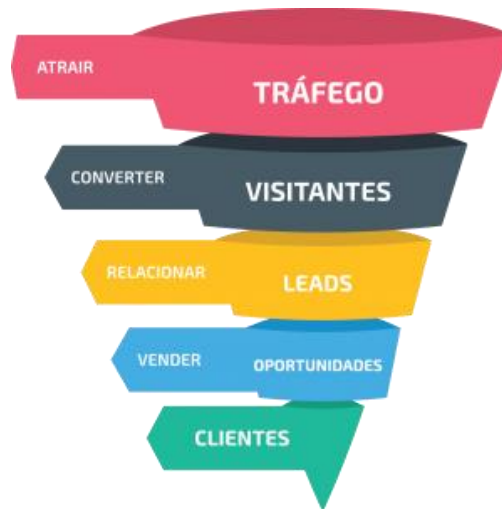 ATRAIR
TRÁFEGO
CONVERTER
VISITANTES
RELACIONAR
LEADS
VENDER
OPORTUNIDADES
CLIENTES